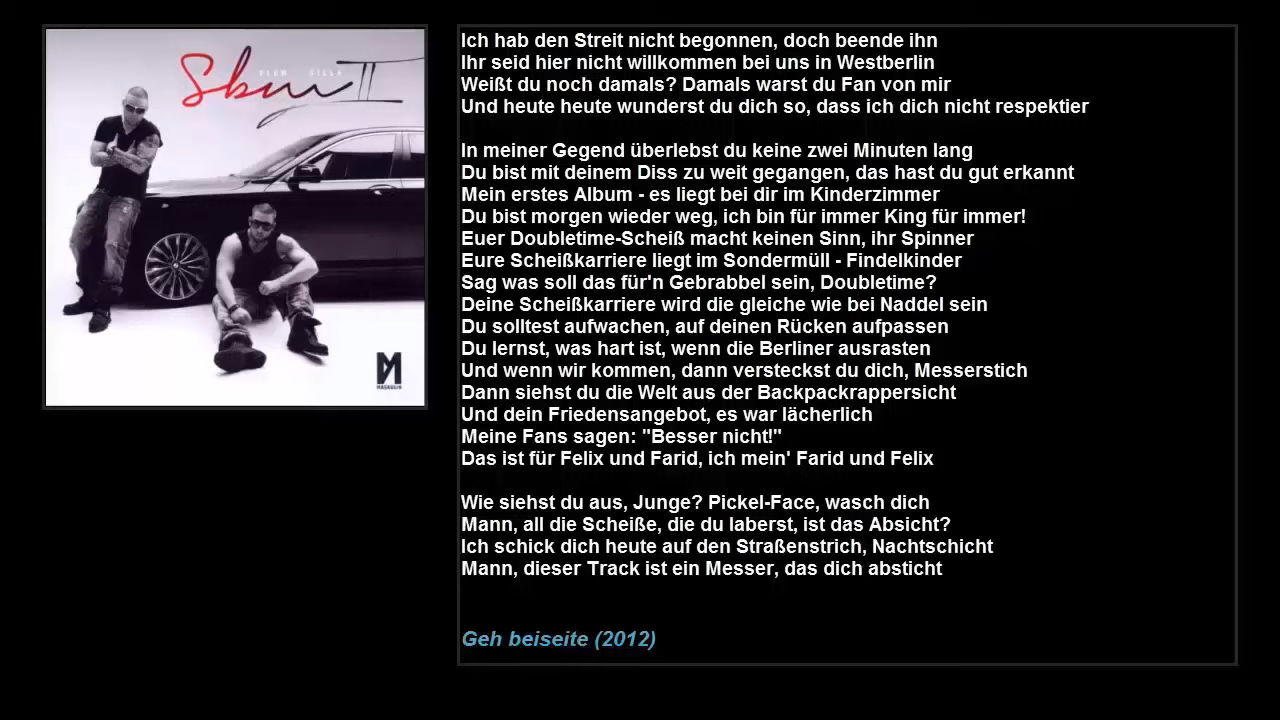 Sbm II
FLER SILLA
MASKULIN
Ich hab den Streit nicht begonnen, doch beende ihn
Ihr seid hier nicht willkommen bei uns in Westberlin
Weißt du noch damals? Damals warst du Fan von mir
Und heute heute wunderst du dich so, dass ich dich nicht respektier
In meiner Gegend überlebst du keine zwei Minuten lang
Du bist mit deinem Diss zu weit gegangen, das hast du gut erkannt
Mein erstes Album - es liegt bei dir im Kinderzimmer
Du bist morgen wieder weg, ich bin für immer King für immer!
Euer Doubletime-Scheiß macht keinen Sinn, ihr Spinner
Eure Scheißkarriere liegt im Sondermüll - Findelkinder
Sag was soll das für'n Gebrabbel sein, Doubletime?
Deine Scheißkarriere wird die gleiche wie bei Naddel sein
Du solltest aufwachen, auf deinen Rücken aufpassen
Du lernst, was hart ist, wenn die Berliner ausrasten
Und wenn wir kommen, dann versteckst du dich, Messerstich
Dann siehst du die Welt aus der Backpackrappersicht
Und dein Friedensangebot, es war lächerlich
Meine Fans sagen: "Besser nicht!"
Das ist für Felix und Farid, ich mein' Farid und Felix
Wie siehst du aus, Junge? Pickel-Face, wasch dich
Mann, all die Scheiße, die du laberst, ist das Absicht?
Ich schick dich heute auf den Straßenstrich, Nachtschicht
Mann, dieser Track ist ein Messer, das dich absticht
Geh beiseite (2012)